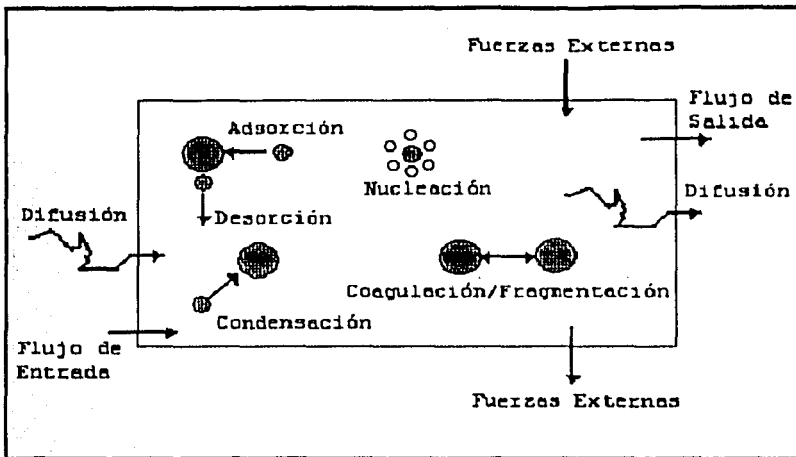 Fuerzas Externas
Flujo de
Salida
Adsorción
Nucleación
Difusión
Difusión
Desorción
Coagulación/Fragmentación
Condensación
Flujo de
Entrada
Fuerzas Externas